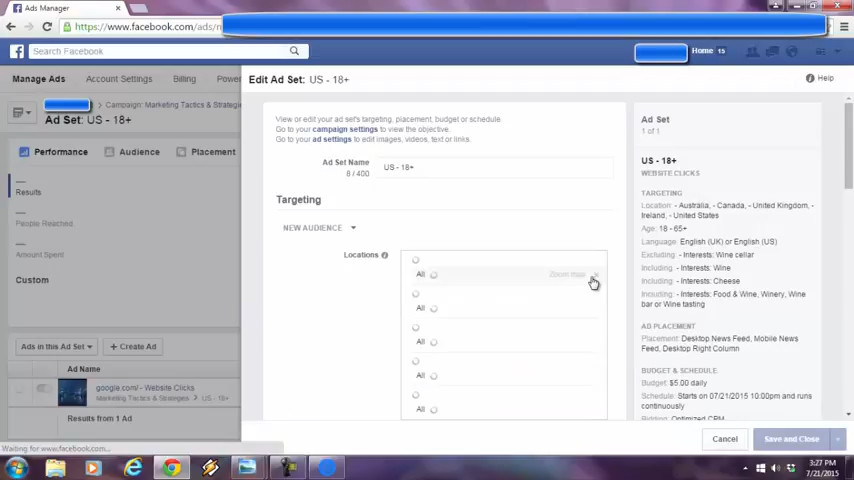 Ads Manager
https://www.facebook.com/ads/
Search Facebook
Home 15
Manage Ads
Account Settings
Billing
Edit Ad Set: US - 18+
Help
Campaign: Marketing Tactics &
Ad Set: US - 18+
View or edit your ad set's targeting, placement, budget or schedule.
Go to your campaign settings to view the objective.
Go to your ad settings to edit images, videos, text or links.
Ad Set
1 of 1
Performance
Audience
Placement
Ad Set Name
8 / 400
US - 18+
US - 18+
WEBSITE CLICKS
Results
Targeting
TARGETING
Location: - Australia, - Canada, - United Kingdom, -
Ireland, - United States
People Reached
NEW AUDIENCE
Age: 18 - 65+
Language: English (UK) or English (US)
Amount Spent
Locations
Excluding: - Interests: Wine cellar
Including: - Interests: Wine
All
Zoom map
Custom
Including: - Interests: Cheese
Including: - Interests: Food & Wine, Winery, Wine
bar or Wine tasting
All
AD PLACEMENT
Placement: Desktop News Feed, Mobile News
Feed, Desktop Right Column
All
Ads in this Ad Set
+ Create Ad
All
Ad Name
BUDGET & SCHEDULE
Budget: $5.00 daily
google.com/ - Website Clicks
Marketing Tactics & Strategies > US - 18+
Schedule: Starts on 07/21/2015 10:00pm and runs
continuously
All
Results from 1 Ad
Bidding: Optimized CPM
Cancel
Save and Close
Waiting for www.facebook.com...
3:27 PM
7/21/2015